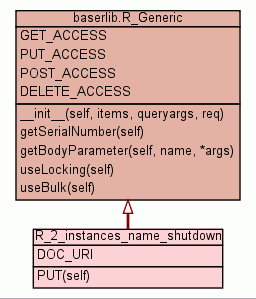 baserlib.R_Generic
GET_ACCESS
PUT_ACCESS
POST_ACCESS
DELETE_ACCESS
__init__(self, items, queryargs, req)
getSerialNumber(self)
getBodyParameter(self, name, *args)
useLocking(self)
useBulk(self)
R_2_instances_name_shutdown
DOC_URI
PUT(self)